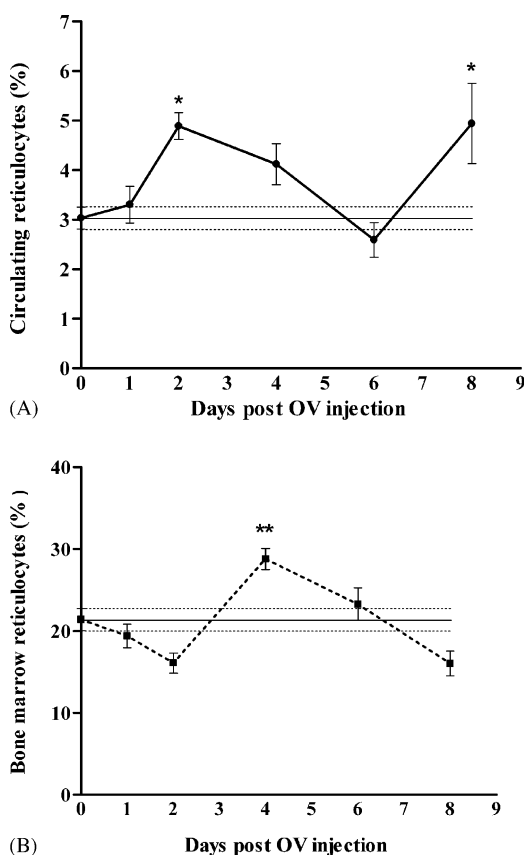 7
6
5
4
3
2
1
0
Circulating reticulocytes (%)
*
*
0 1 2 3 4 5 6 7 8 9
(A)
Days post OV injection
40
30
20
10
0
Bone marrow reticulocytes (% )
**
0 1 2 3 4 5 6 7 8 9
(B)
Days post OV injection